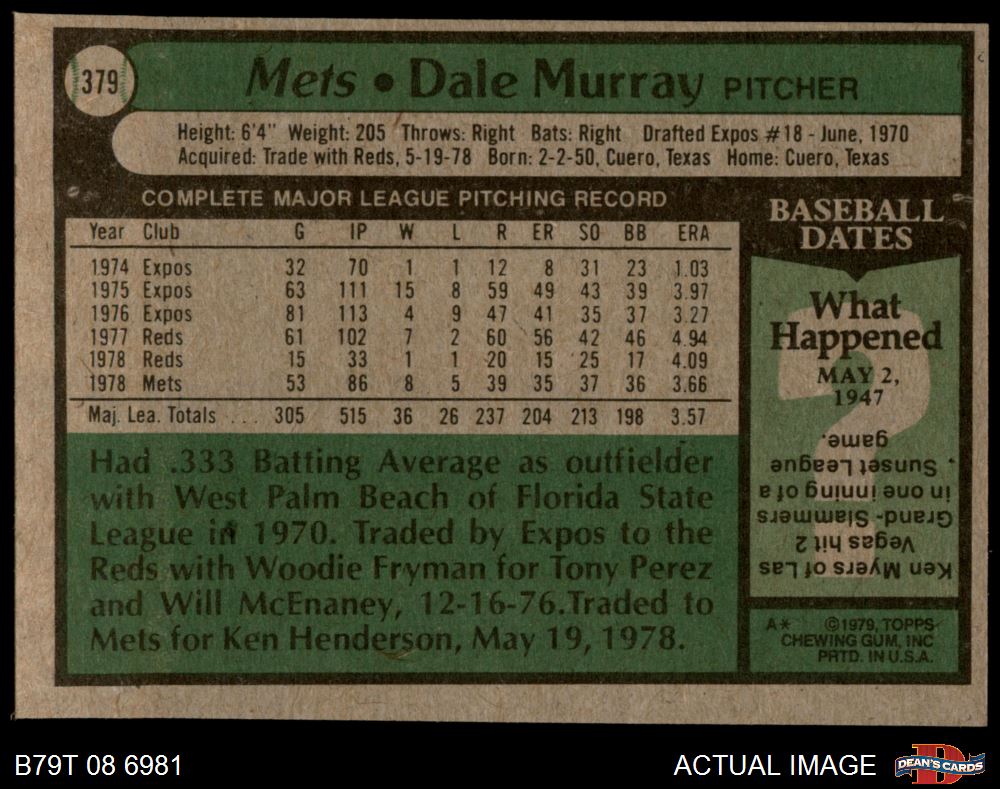 379
Mets • Dale Murray PITCHER
Height: 6'4" Weight: 205 Throws: Right Bats: Right Drafted Expos #18 - June, 1970
Acquired: Trade with Reds, 5-19-78 Born: 2-2-50, Cuero, Texas Home: Cuero, Texas
COMPLETE MAJOR LEAGUE PITCHING RECORD
Year Club G IP W L R ER SO BB ERA
1974 Expos 32 70 1 1 12 8 31 23 1.03
1975 Expos 63 111 15 8 59 49 43 39 3.97
1976 Expos 81 113 4 9 47 41 35 37 3.27
1977 Reds 61 102 7 2 60 56 42 46 4.94
1978 Reds 15 33 1 1 20 15 25 17 4.09
1978 Mets 53 86 8 5 39 35 37 36 3.66
Maj. Lea. Totals ... 305 515 36 26 237 204 213 198 3.57
Had .333 Batting Average as outfielder
with West Palm Beach of Florida State
League in 1970. Traded by Expos to the
Reds with Woodie Fryman for Tony Perez
and Will McEnaney, 12-16-76.Traded to
Mets for Ken Henderson, May 19, 1978.
BASEBALL
DATES
What
Happened
MAY 2,
1947
?
Ken Myers of Las
Vegas hit 2
Grand-Slammers
in one inning of a
Sunset League
game.
A* ©1979, TOPPS
CHEWING GUM, INC
PRTD. IN U.S.A.
B79T 08 6981
ACTUAL IMAGE
D
DEAN'S CARDS